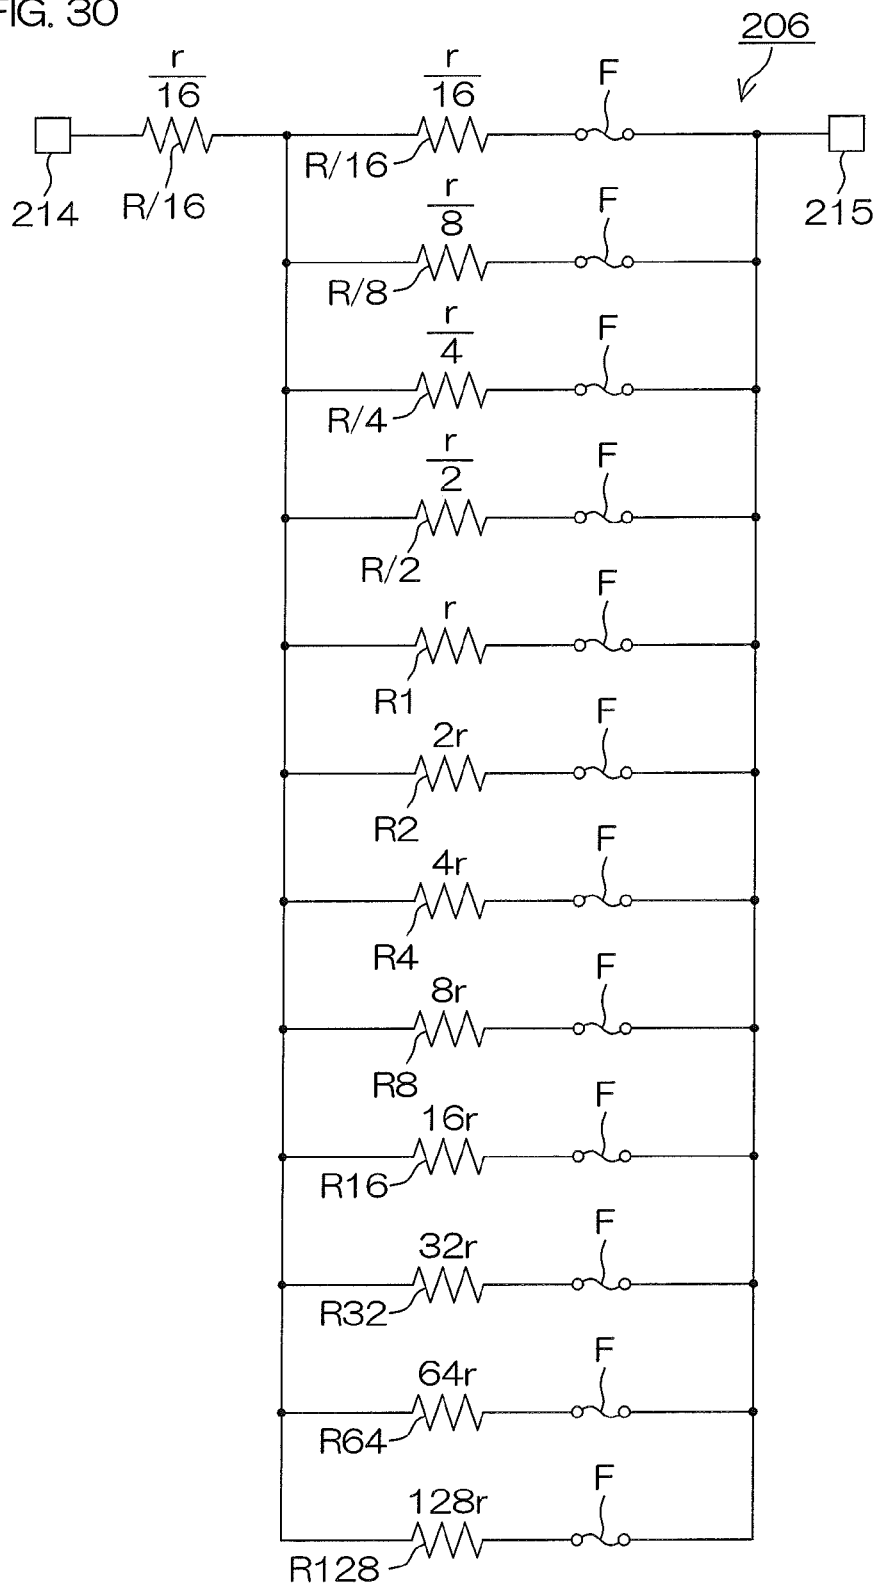 FIG. 30
206
r/16 r/16 F
214 R/16 R/16 215
r/8 F
R/8
r/4 F
R/4
r/2 F
R/2
r F
R1
2r F
R2
4r F
R4
8r F
R8
16r F
R16
32r F
R32
64r F
R64
128r F
R128